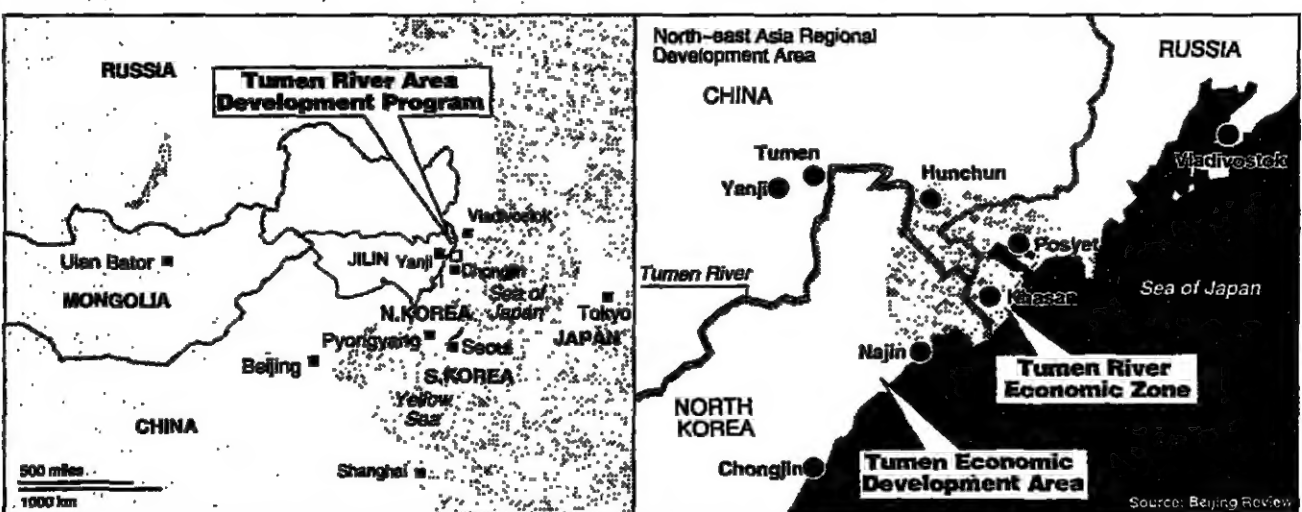 RUSSIA
Tumen River Area
Development Program
Vladivostok
Ulan Bator
JILIN
Yanji
Chongjin
MONGOLIA
Sea of
Japan
N.KOREA
Tokyo
Pyongyang
JAPAN
Seoul
Beijing
S.KOREA
Yellow
Sea
CHINA
Shanghai
500 miles
1000 km
North-east Asia Regional
Development Area
RUSSIA
CHINA
Vladivostok
Tumen
Hunchun
Yanji
Posyet
Tumen River
Khasan
Sea of Japan
Najin
Tumen River
Economic Zone
NORTH
KOREA
Chongjin
Tumen Economic
Development Area
Source: Beijing Review